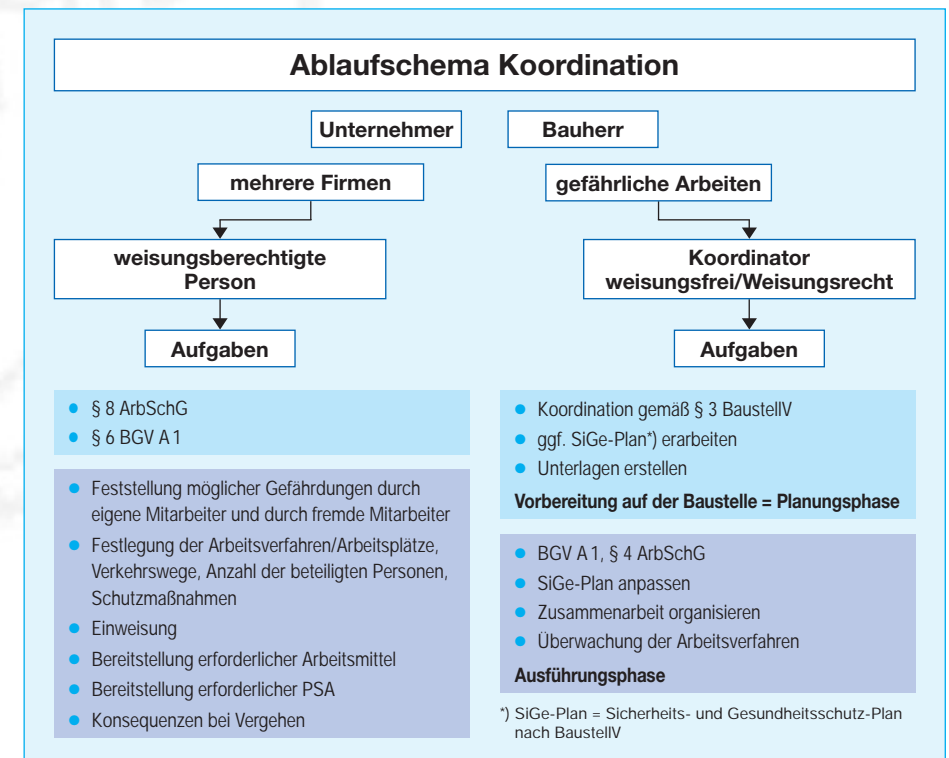 Ablaufschema Koordination
Unternehmer
Bauherr
mehrere Firmen
gefährliche Arbeiten
weisungsberechtigte
Person
Koordinator
weisungsfrei/Weisungsrecht
Aufgaben
Aufgaben
• § 8 ArbSchG
• § 6 BGV A 1
• Feststellung möglicher Gefährdungen durch
eigene Mitarbeiter und durch fremde Mitarbeiter
• Festlegung der Arbeitsverfahren/Arbeitsplätze,
Verkehrswege, Anzahl der beteiligten Personen,
Schutzmaßnahmen
• Einweisung
• Bereitstellung erforderlicher Arbeitsmittel
• Bereitstellung erforderlicher PSA
• Konsequenzen bei Vergehen
• Koordination gemäß § 3 BaustellV
• ggf. SiGe-Plan*) erarbeiten
• Unterlagen erstellen
Vorbereitung auf der Baustelle = Planungsphase
• BGV A 1, § 4 ArbSchG
• SiGe-Plan anpassen
• Zusammenarbeit organisieren
• Überwachung der Arbeitsverfahren
Ausführungsphase
*) SiGe-Plan = Sicherheits- und Gesundheitsschutz-Plan
nach BaustellV